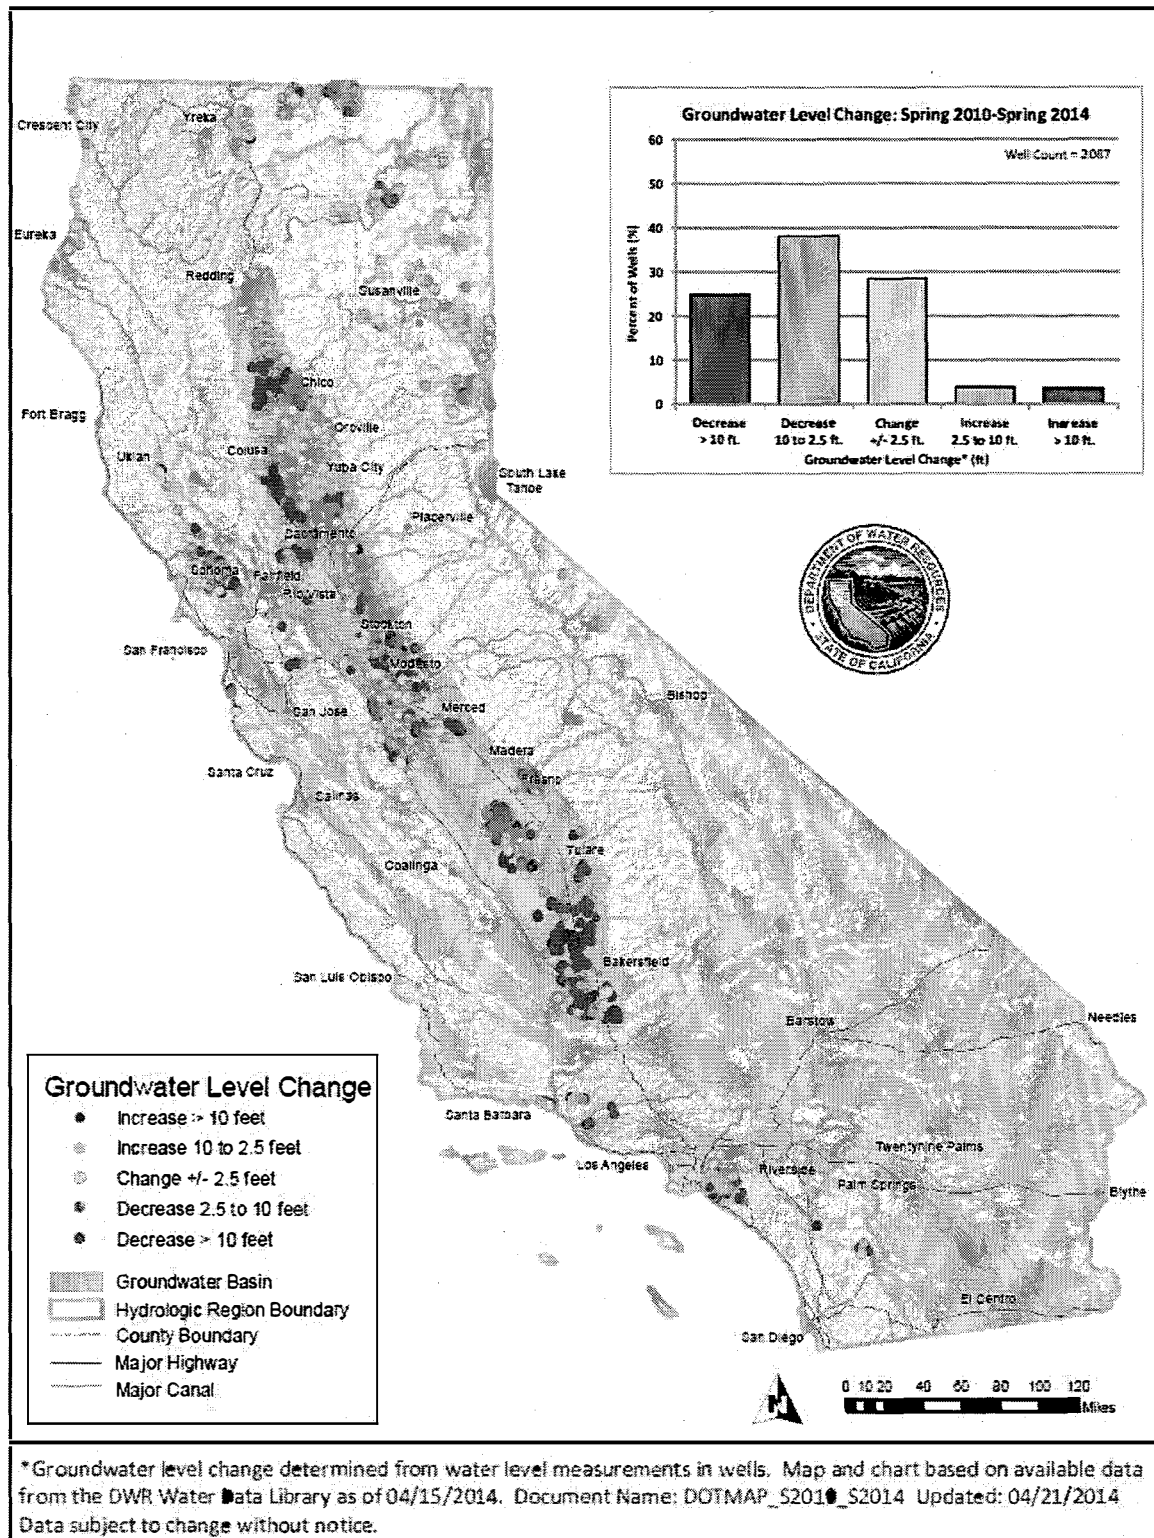 Groundwater Level Change: Spring 2010-Spring 2014
Well Count = 2087
60
50
40
30
20
10
0
Percent of Wells (%)
Decrease
> 10 ft.
Decrease
10 to 2.5 ft.
Change
+/- 2.5 ft.
Increase
2.5 to 10 ft.
Increase
> 10 ft.
Groundwater Level Change* (ft)
Crescent City
Yreka
Eureka
Redding
Susanville
Chico
Fort Bragg
Oroville
Ukiah
Colusa
Yuba City
South Lake
Tahoe
Placerville
Sacramento
Sonoma
Fairfield
Rio Vista
Stockton
San Francisco
Modesto
Bishop
San Jose
Merced
Madera
Santa Cruz
Fresno
Salinas
Tulare
Coalinga
San Luis Obispo
Bakersfield
Barstow
Needles
Santa Barbara
Los Angeles
Riverside
Twentynine Palms
Palm Springs
Blythe
El Centro
San Diego
DEPARTMENT OF WATER RESOURCES
STATE OF CALIFORNIA
Groundwater Level Change
Increase > 10 feet
Increase 10 to 2.5 feet
Change +/- 2.5 feet
Decrease 2.5 to 10 feet
Decrease > 10 feet
Groundwater Basin
Hydrologic Region Boundary
County Boundary
Major Highway
Major Canal
N
0 10 20 40 60 80 100 120
Miles
*Groundwater level change determined from water level measurements in wells. Map and chart based on available data
from the DWR Water Data Library as of 04/15/2014. Document Name: DOTMAP_S2010_S2014 Updated: 04/21/2014
Data subject to change without notice.